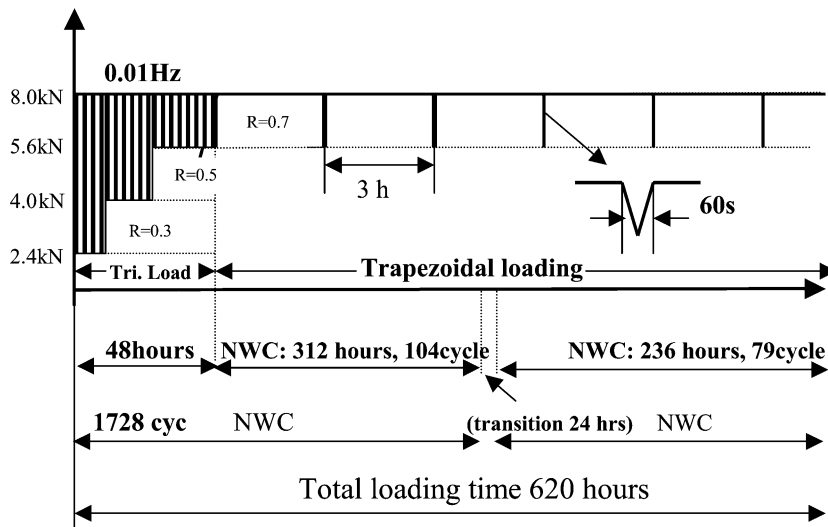 0.01Hz
8.0kN
R=0.7
5.6kN
R=0.5
3 h
4.0kN
60s
R=0.3
2.4kN
Tri. Load
Trapezoidal loading
48hours
NWC: 312 hours, 104cycle
NWC: 236 hours, 79cycle
1728 cyc
NWC
(transition 24 hrs)
NWC
Total loading time 620 hours